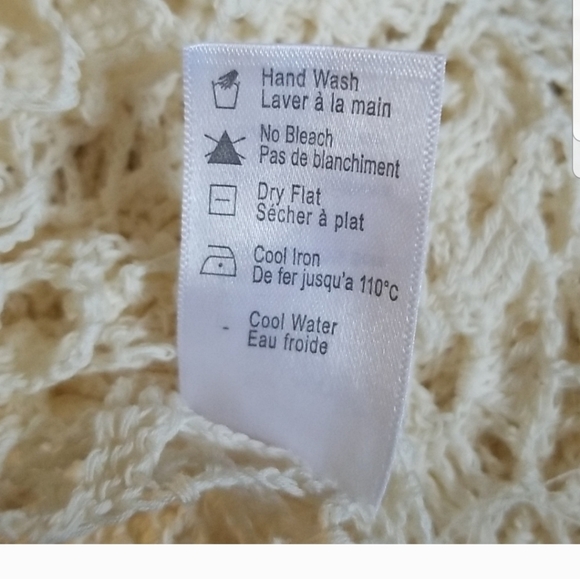 Hand Wash
Laver à la main
No Bleach
Pas de blanchiment
Dry Flat
Sécher à plat
Cool Iron
De fer jusqu'a 110°C
Cool Water
Eau froide